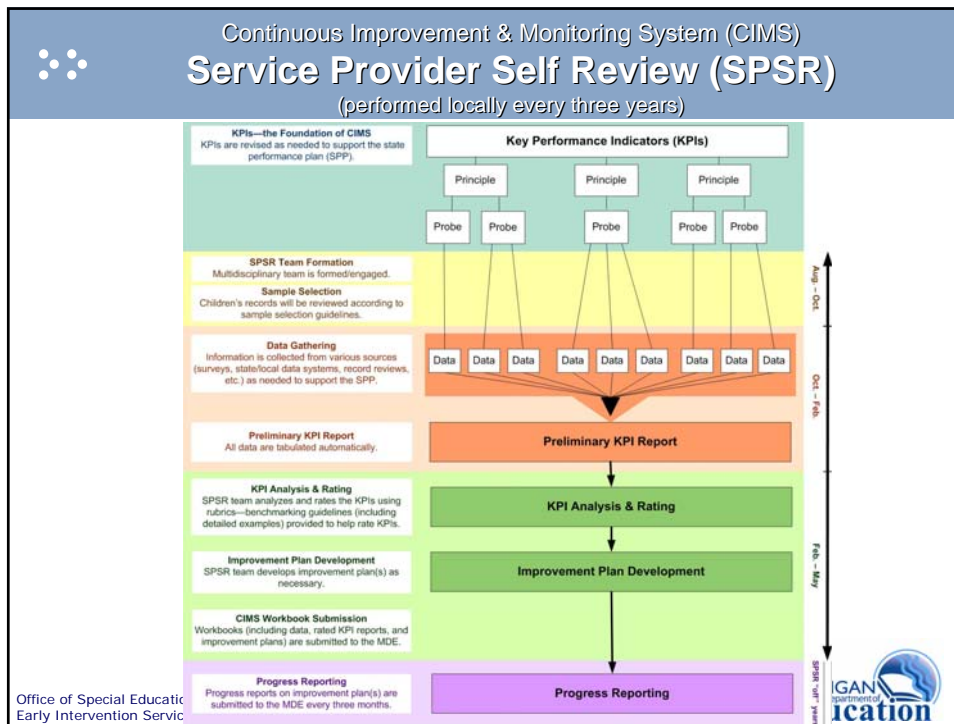 Continuous Improvement & Monitoring System (CIMS)
Service Provider Self Review (SPSR)
(performed locally every three years)
KPIs—the Foundation of CIMS
KPIs are revised as needed to support the state
performance plan (SPP).
Key Performance Indicators (KPIs)
Principle
Principle
Principle
Probe
Probe
Probe
Probe
Probe
SPSR Team Formation
Multidisciplinary team is formed/engaged.
Sample Selection
Children's records will be reviewed according to
sample selection guidelines.
Aug. – Oct.
Data Gathering
Information is collected from various sources
(surveys, state/local data systems, record reviews,
etc.) as needed to support the SPP.
Data
Data
Data
Data
Data
Data
Data
Data
Data
Oct. – Feb.
Preliminary KPI Report
All data are tabulated automatically.
Preliminary KPI Report
KPI Analysis & Rating
SPSR team analyzes and rates the KPIs using
rubrics—benchmarking guidelines (including
detailed examples) provided to help rate KPIs.
KPI Analysis & Rating
Improvement Plan Development
SPSR team develops improvement plan(s) as
necessary.
Improvement Plan Development
Feb. – May
CIMS Workbook Submission
Workbooks (including data, rated KPI reports, and
improvement plans) are submitted to the MDE.
Progress Reporting
Progress reports on improvement plan(s) are
submitted to the MDE every three months.
Progress Reporting
SPSR "off" years
Office of Special Educatio
Early Intervention Servic
IGAN
epartment of
ucation